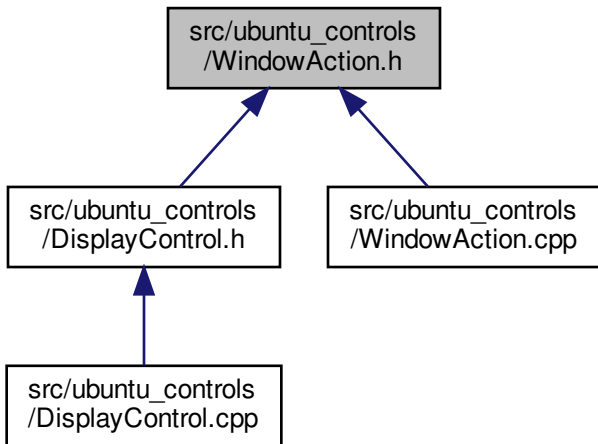 src/ubuntu_controls
/WindowAction.h
src/ubuntu_controls
/DisplayControl.h
src/ubuntu_controls
/WindowAction.cpp
src/ubuntu_controls
/DisplayControl.cpp